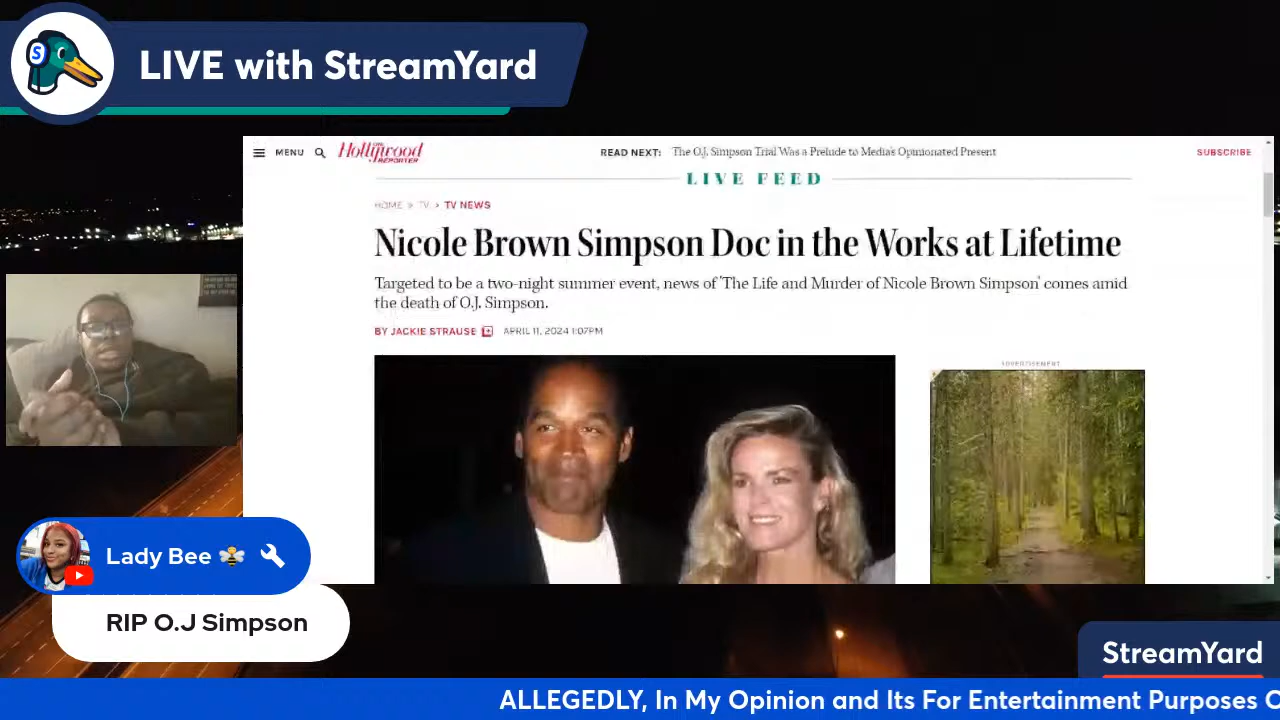 LIVE with StreamYard
MENU
The Hollywood REPORTER
READ NEXT: The O.J. Simpson Trial Was a Prelude to Media's Opinionated Present
SUBSCRIBE
LIVE FEED
HOME > TV > TV NEWS
Nicole Brown Simpson Doc in the Works at Lifetime
Targeted to be a two-night summer event, news of 'The Life and Murder of Nicole Brown Simpson' comes amid
the death of O.J. Simpson.
BY JACKIE STRAUSE + APRIL 11, 2024 1:07PM
ADVERTISEMENT
Lady Bee 🐝
RIP O.J Simpson
StreamYard
ALLEGEDLY, In My Opinion and Its For Entertainment Purposes